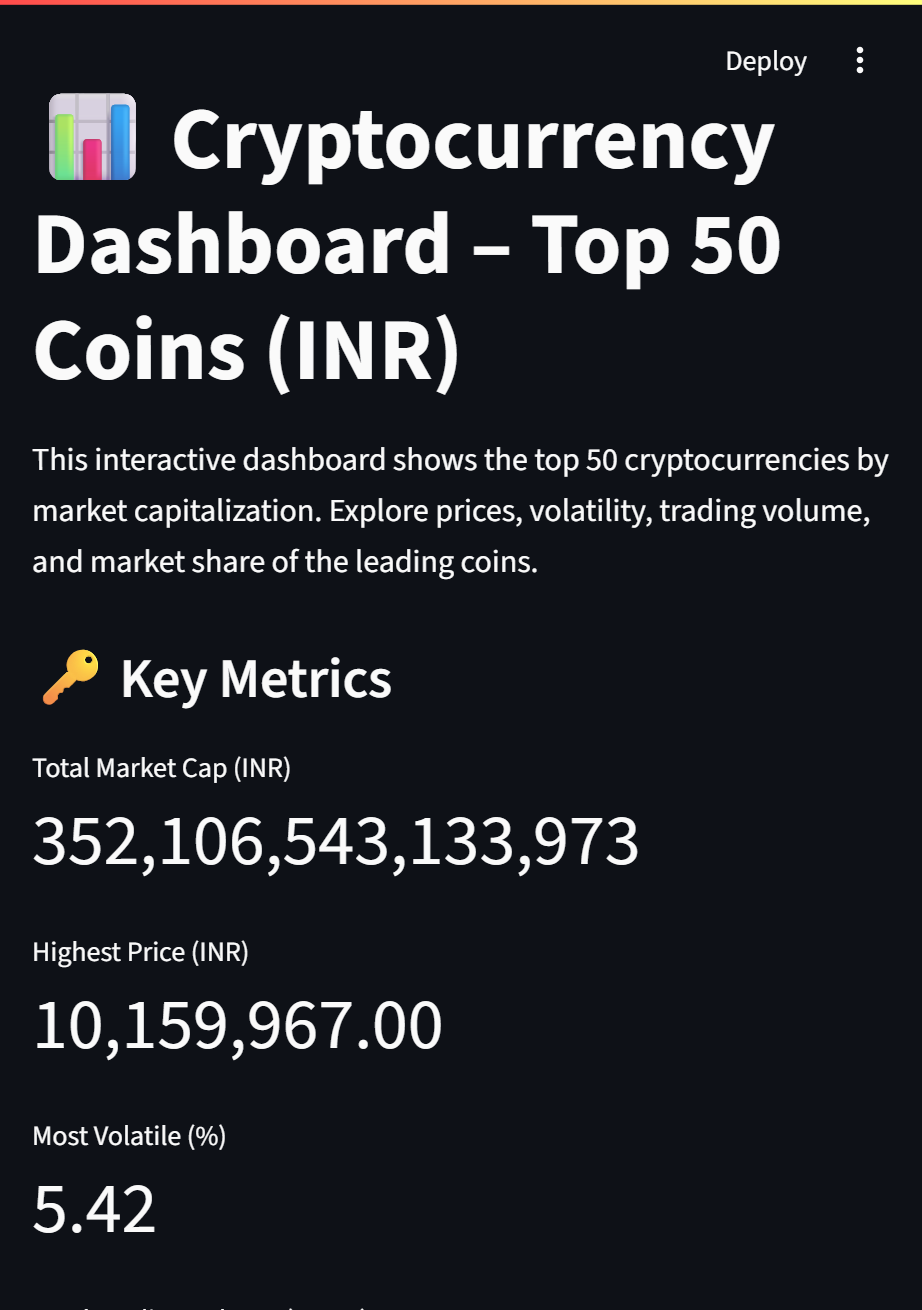 Deploy
Cryptocurrency
Dashboard – Top 50
Coins (INR)
This interactive dashboard shows the top 50 cryptocurrencies by
market capitalization. Explore prices, volatility, trading volume,
and market share of the leading coins.
Key Metrics
Total Market Cap (INR)
352,106,543,133,973
Highest Price (INR)
10,159,967.00
Most Volatile (%)
5.42